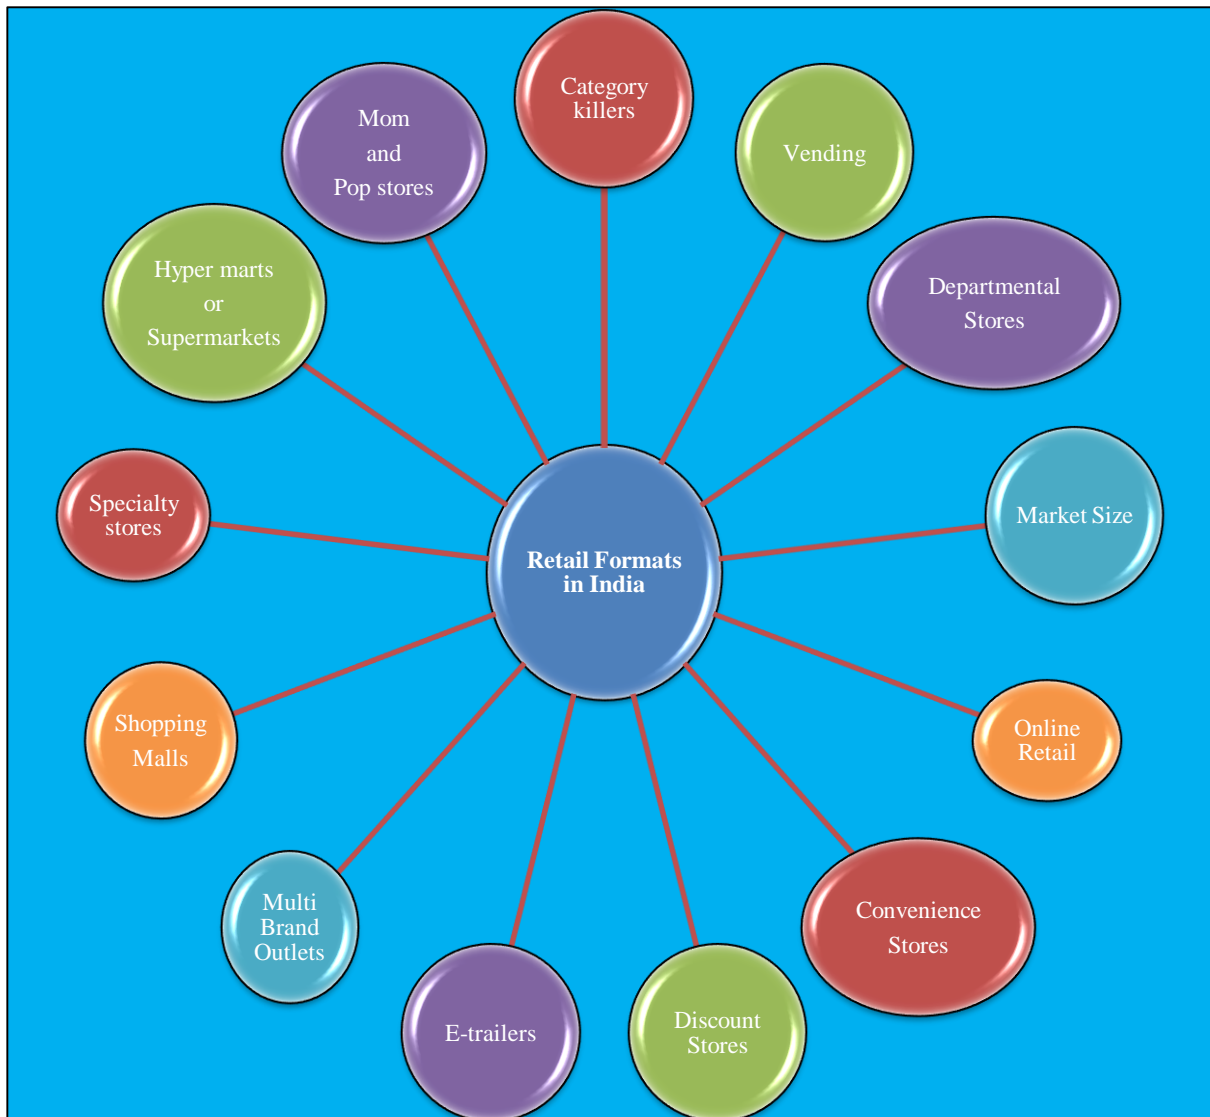 Category
killers
Vending
Departmental
Stores
Market Size
Online
Retail
Convenience
Stores
Discount
Stores
E-trailers
Multi
Brand
Outlets
Shopping
Malls
Specialty
stores
Hyper marts
or
Supermarkets
Mom
and
Pop stores
Retail Formats
in India